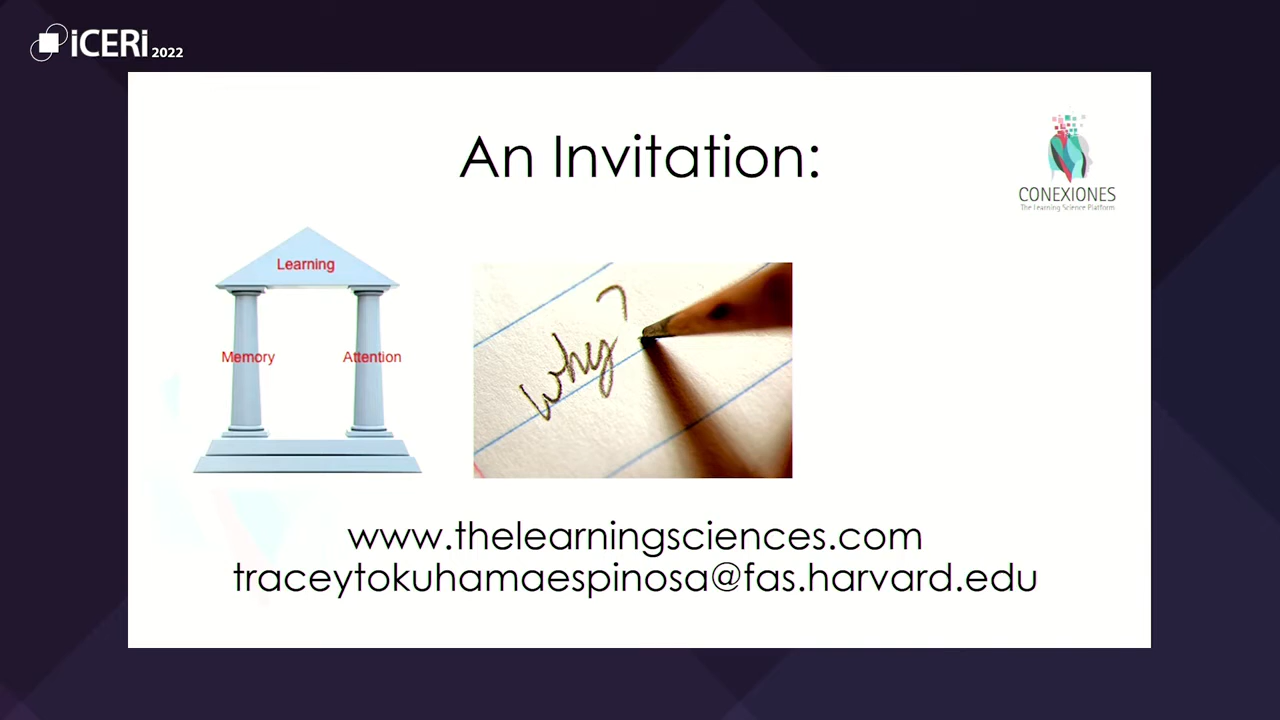 iCERi 2022
An Invitation:
CONEXIONES
The Learning Science Platform
Learning
Memory
Attention
why?
www.thelearningsciences.com
traceytokuhamaespinosa@fas.harvard.edu